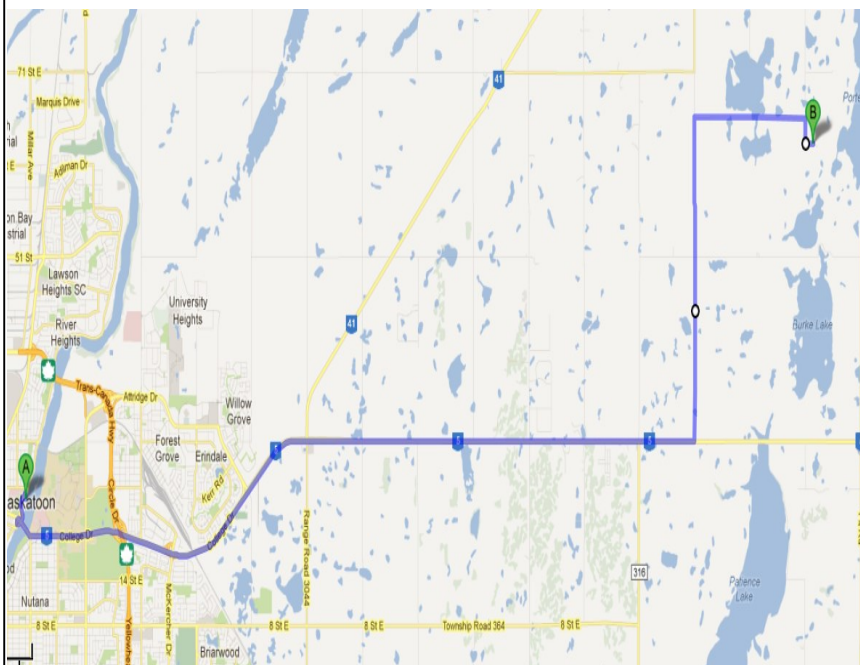 71 St E
41
Marquis Drive
Millar Ave
B
Adilman Dr
51 St
Lawson
Heights SC
University
Heights
41
River
Heights
Burke Lake
Trans-Canada Hwy
Attridge Dr
Willow
Grove
Forest
Grove
Erindale
5
5
5
A
Kerr Rd
askatoon
Circle Dr
College Dr
5
College Dr
Range Road 3044
14 St E
316
Patience
Lake
Nutana
McKercher Dr
8 St E
8 St E
8 St E
Township Road 364
8 St E
Briarwood
Yellowhe